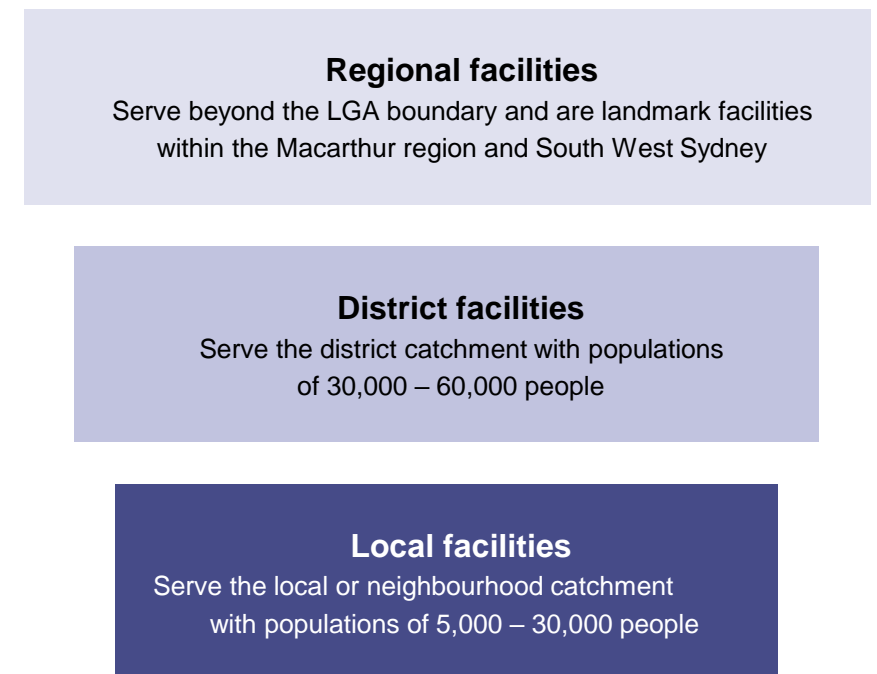 Regional facilities
Serve beyond the LGA boundary and are landmark facilities
within the Macarthur region and South West Sydney
District facilities
Serve the district catchment with populations
of 30,000 – 60,000 people
Local facilities
Serve the local or neighbourhood catchment
with populations of 5,000 – 30,000 people